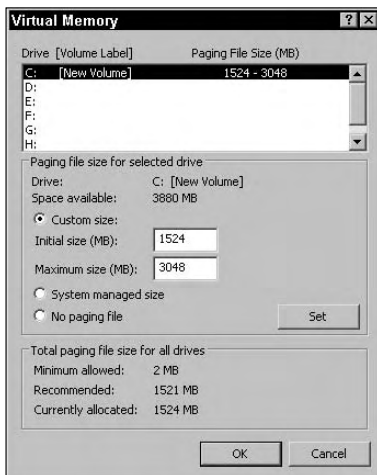 Virtual Memory
Drive [Volume Label] Paging File Size (MB)
C: [New Volume] 1524 - 3048
D:
E:
F:
G:
H:
Paging file size for selected drive
Drive: C: [New Volume]
Space available: 3880 MB
Custom size:
Initial size (MB): 1524
Maximum size (MB): 3048
System managed size
No paging file Set
Total paging file size for all drives
Minimum allowed: 2 MB
Recommended: 1521 MB
Currently allocated: 1524 MB
OK Cancel